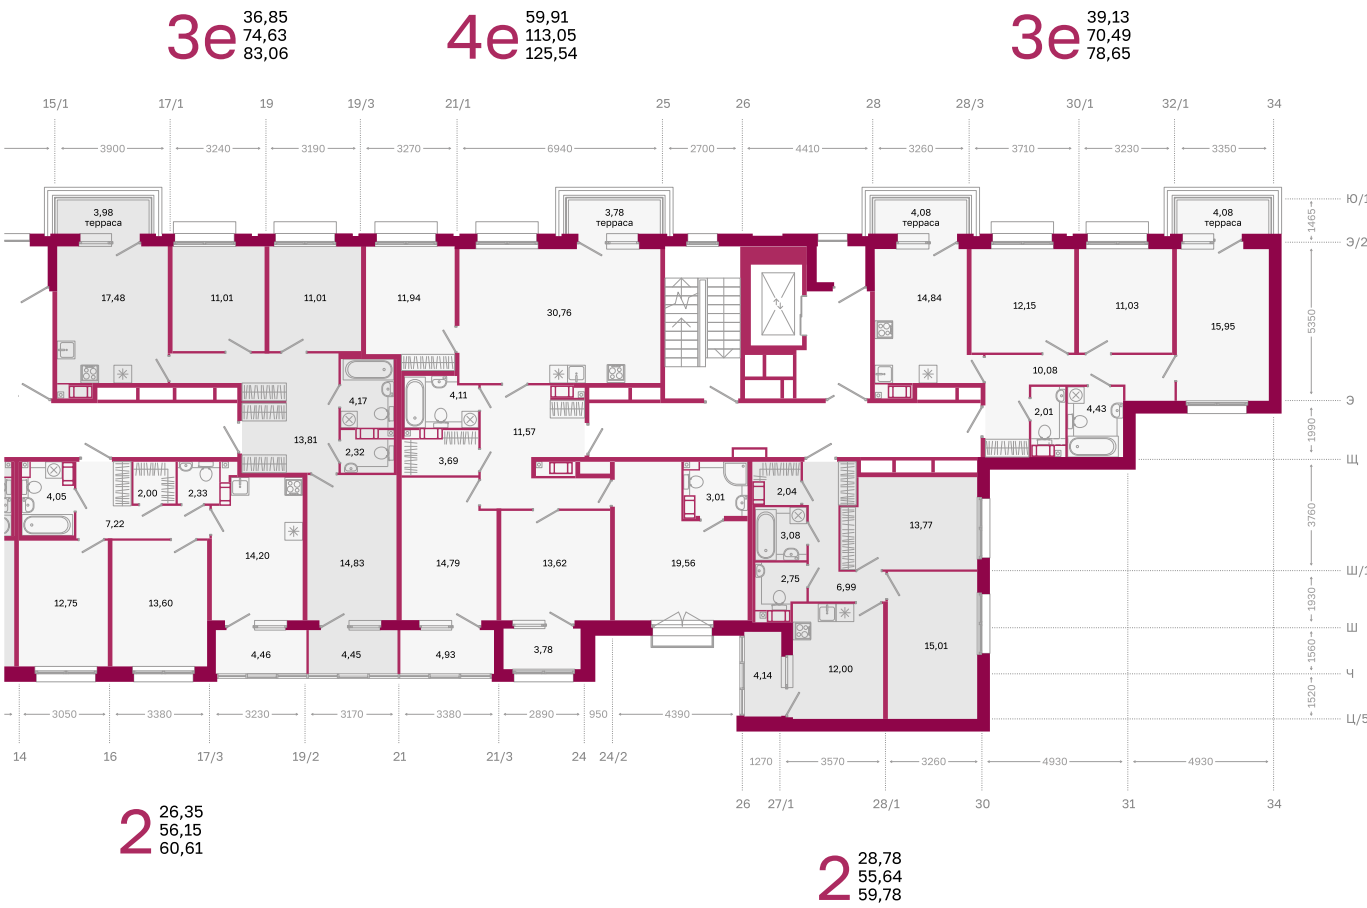 3е
36,85
74,63
83,06
4е
59,91
113,05
125,54
3е
39,13
70,49
78,65
15/1 17/1 19 19/3 21/1 25 26 28 28/3 30/1 32/1 34
3900 3240 3190 3270 6940 2700 4410 3260 3710 3230 3350
Ю/1
1465
3,98
терраса
3,78
терраса
4,08
терраса
4,08
терраса
Э/2
17,48 11,01 11,01 11,94 30,76 14,84 12,15 11,03 15,95
5350
10,08
4,17 4,11
Э
2,01 4,43
13,81 11,57
1990
2,32 3,69
Щ
4,05 2,00 2,33 3,01 2,04
7,22 13,77
3760
3,08
14,20 14,83 14,79 13,62 19,56
Ш/1
2,75 6,99
12,75 13,60
1930
Ш
4,46 4,45 4,93 3,78
15,01
1560
4,14 12,00
Ч
1520
3050 3380 3230 3170 3380 2890 950 4390
Ц/5
14 16 17/3 19/2 21 21/3 24 24/2
1270 3570 3260 4930 4930
26 27/1 28/1 30 31 34
2
26,35
56,15
60,61
2
28,78
55,64
59,78